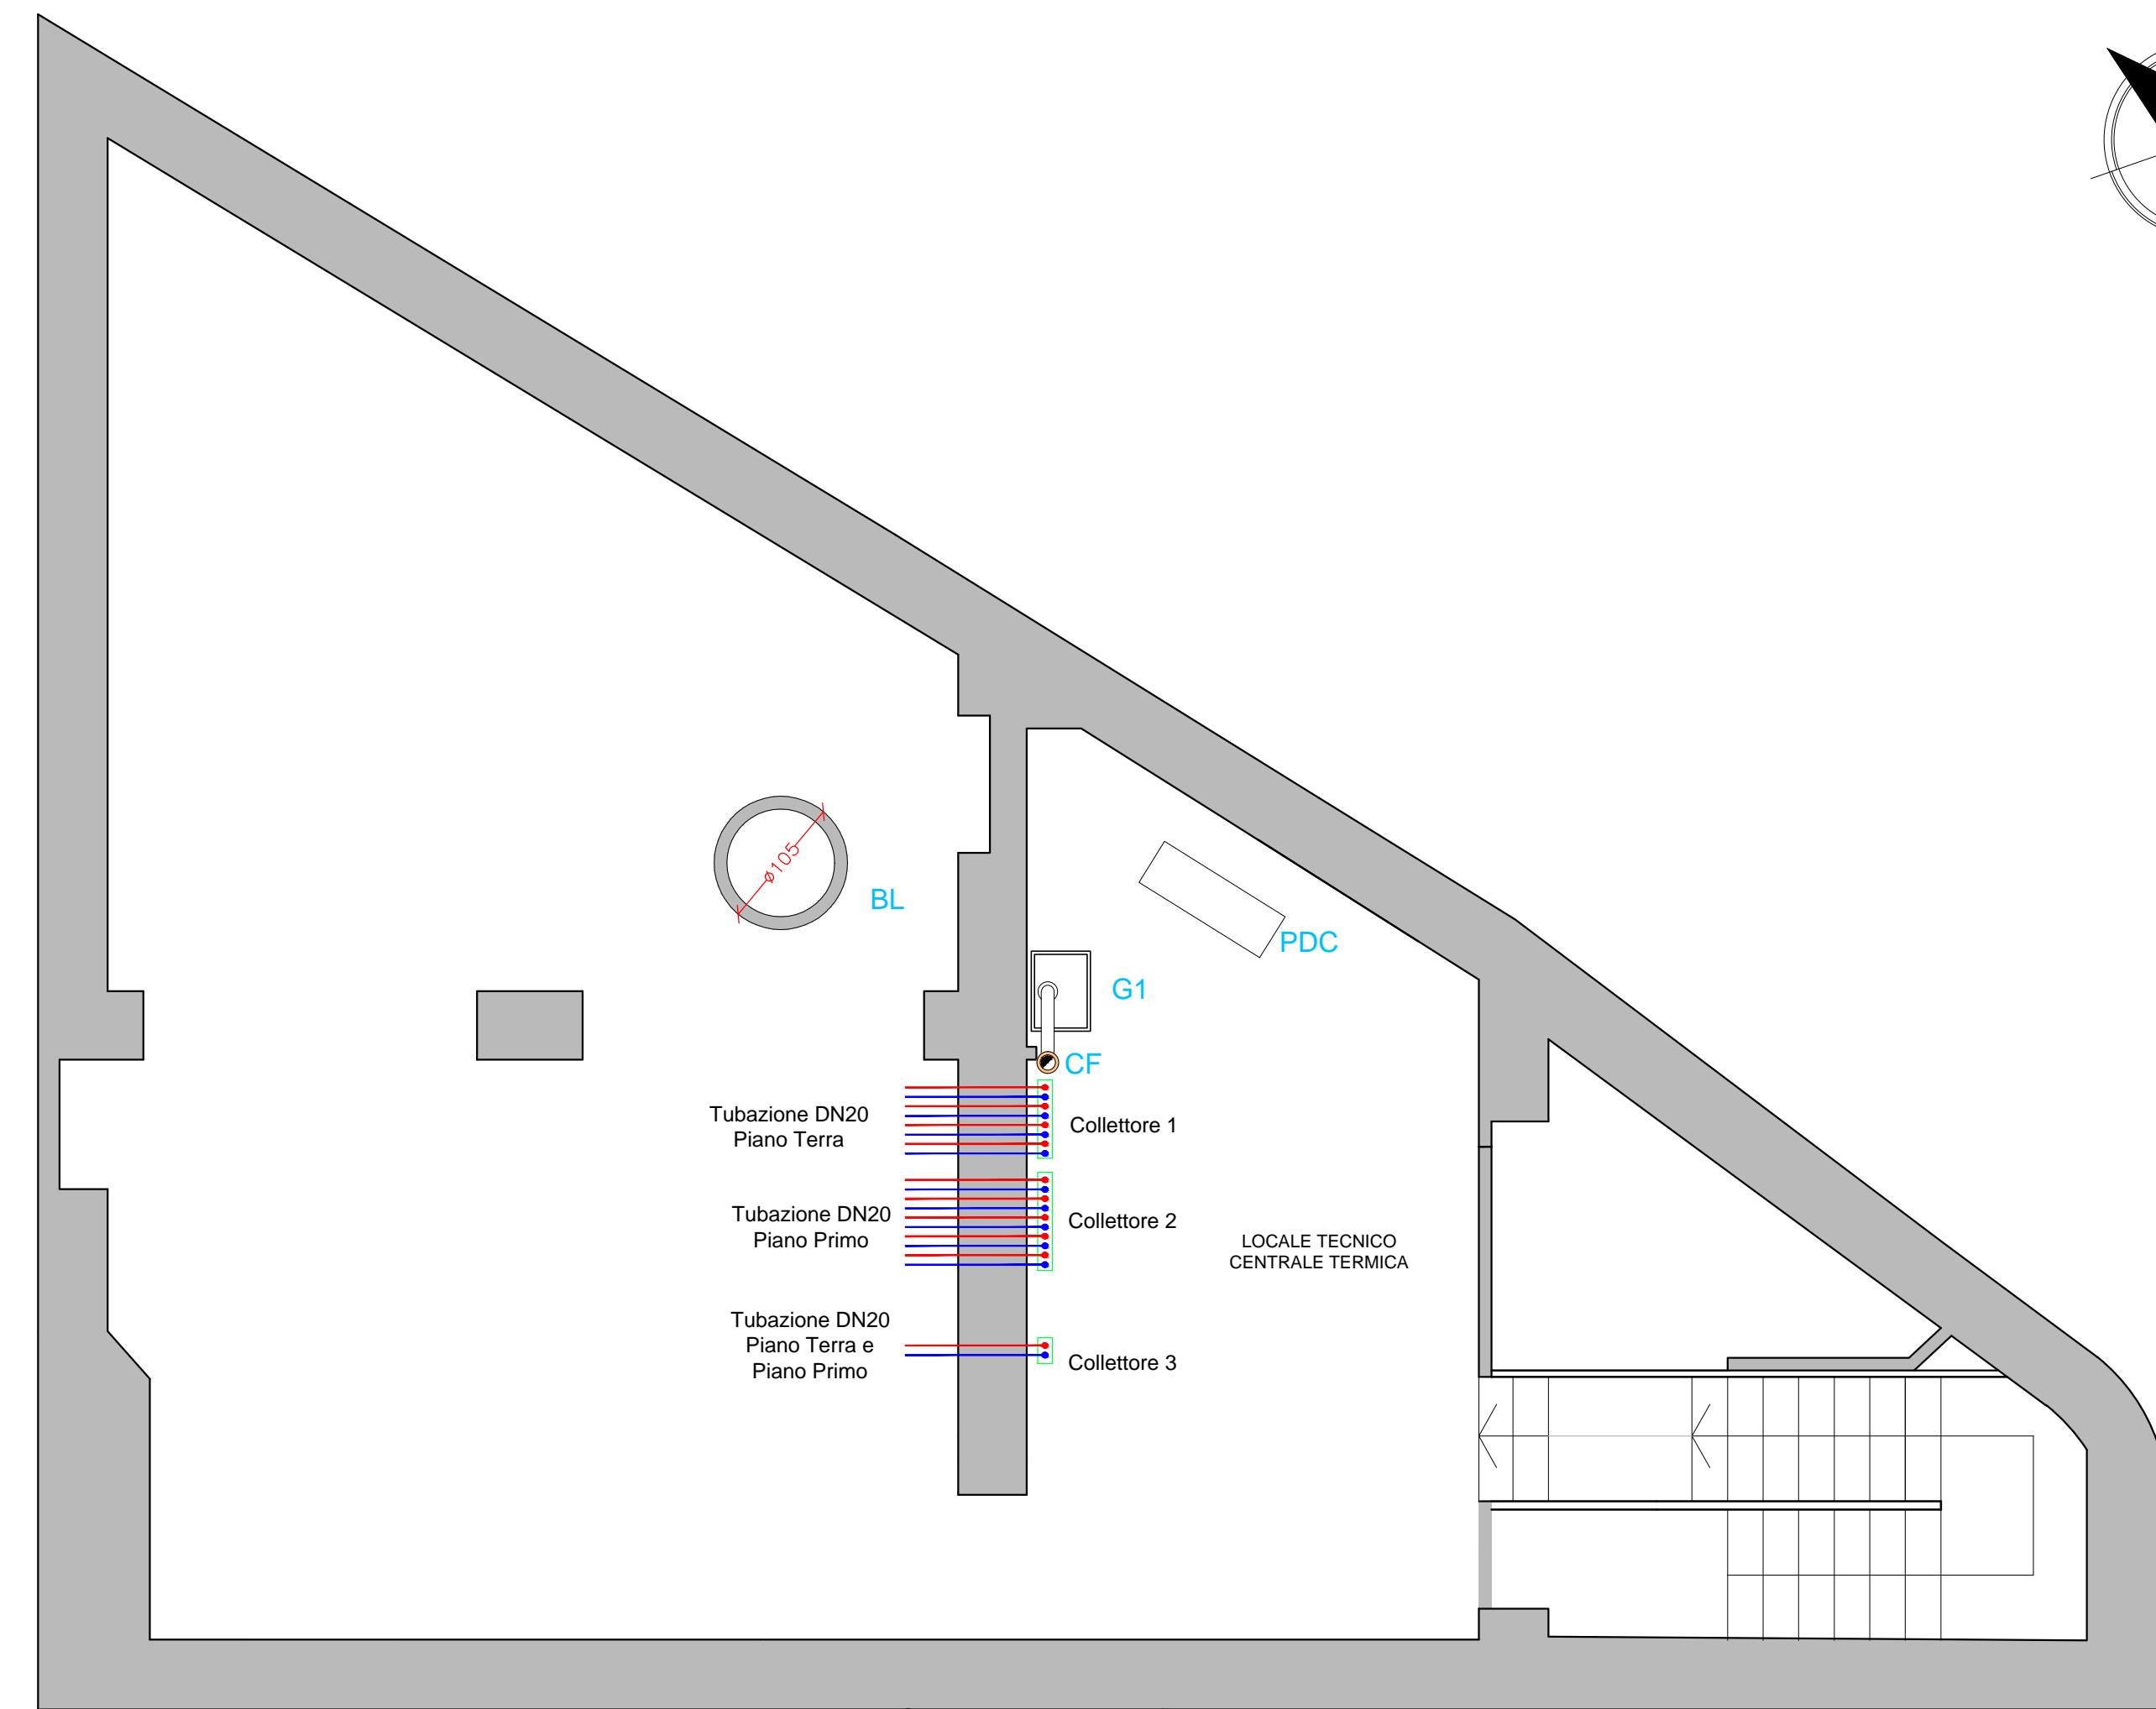 ø105
BL
PDC
G1
CF
Tubazione DN20
Piano Terra
Collettore 1
Tubazione DN20
Piano Primo
Collettore 2
LOCALE TECNICO
CENTRALE TERMICA
Tubazione DN20
Piano Terra e
Piano Primo
Collettore 3